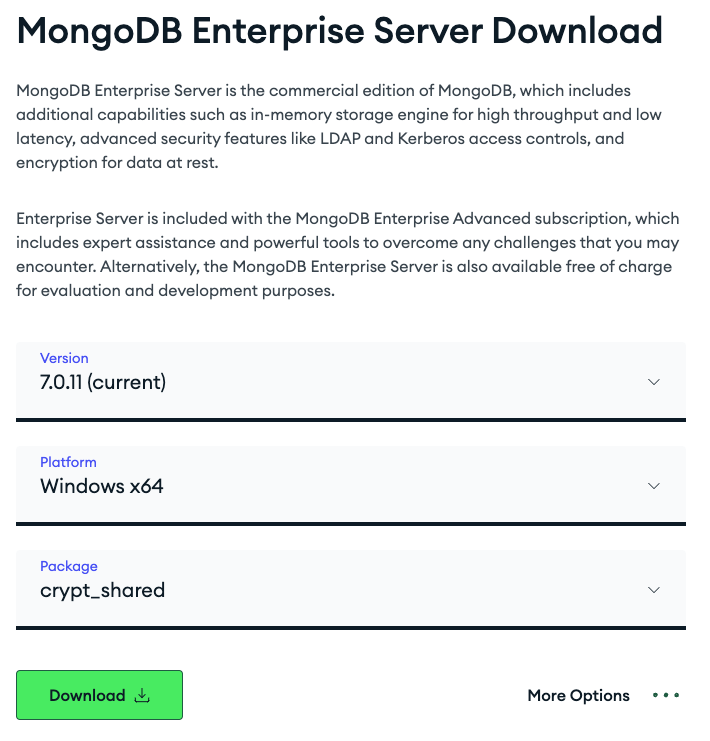 MongoDB Enterprise Server Download
MongoDB Enterprise Server is the commercial edition of MongoDB, which includes
additional capabilities such as in-memory storage engine for high throughput and low
latency, advanced security features like LDAP and Kerberos access controls, and
encryption for data at rest.
Enterprise Server is included with the MongoDB Enterprise Advanced subscription, which
includes expert assistance and powerful tools to overcome any challenges that you may
encounter. Alternatively, the MongoDB Enterprise Server is also available free of charge
for evaluation and development purposes.
Version
7.0.11 (current)
Platform
Windows x64
Package
crypt_shared
Download
More Options